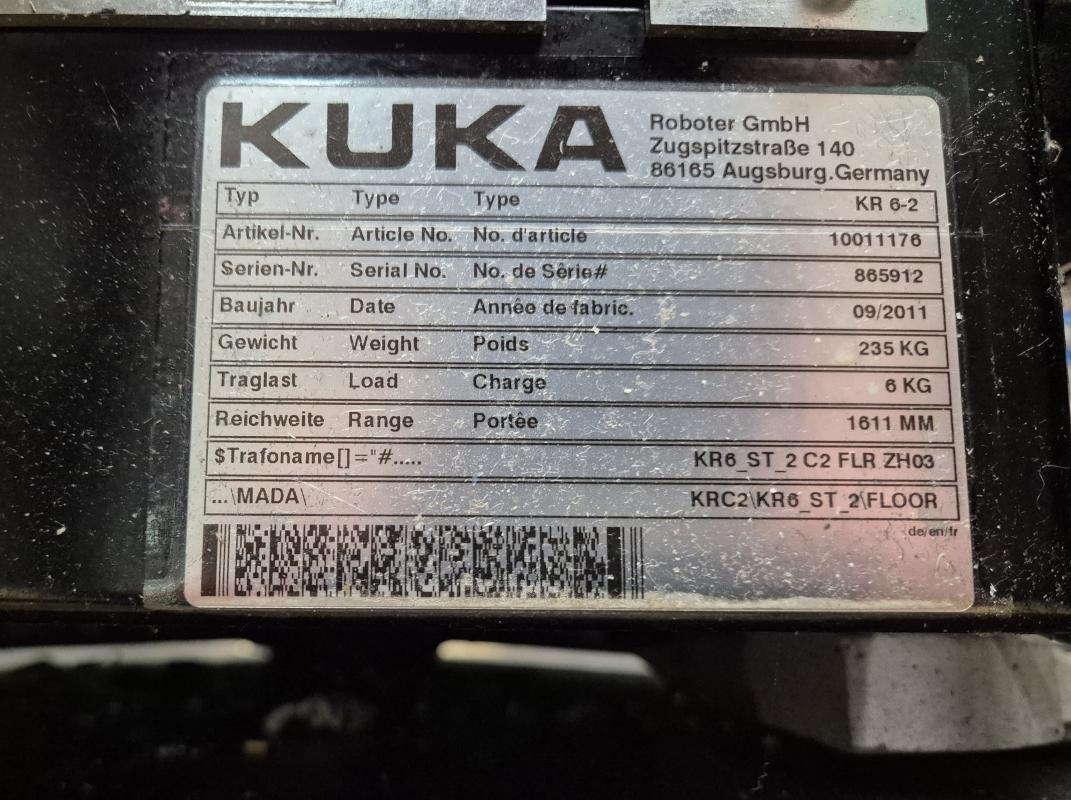 KUKA
Roboter GmbH
Zugspitzstraße 140
86165 Augsburg.Germany
Typ Type Type KR 6-2
Artikel-Nr. Article No. No. d'article 10011176
Serien-Nr. Serial No. No. de Sêrie# 865912
Baujahr Date Annêe de fabric. 09/2011
Gewicht Weight Poids 235 KG
Traglast Load Charge 6 KG
Reichweite Range Portêe 1611 MM
$Trafoname[]="#..... KR6_ST_2 C2 FLR ZH03
...\MADA\ KRC2\KR6_ST_2\FLOOR
de/en/fr